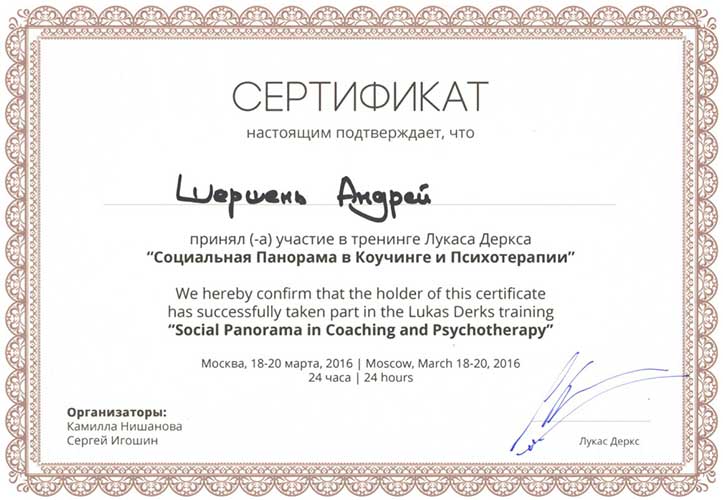 СЕРТИФИКАТ
настоящим подтверждает, что
Шершень Андрей
принял (-а) участие в тренинге Лукаса Деркса
“Социальная Панорама в Коучинге и Психотерапии”
We hereby confirm that the holder of this certificate
has successfully taken part in the Lukas Derks training
“Social Panorama in Coaching and Psychotherapy”
Москва, 18-20 марта, 2016 | Moscow, March 18-20, 2016
24 часа | 24 hours
Организаторы:
Камилла Нишанова
Сергей Игошин
Лукас Деркс